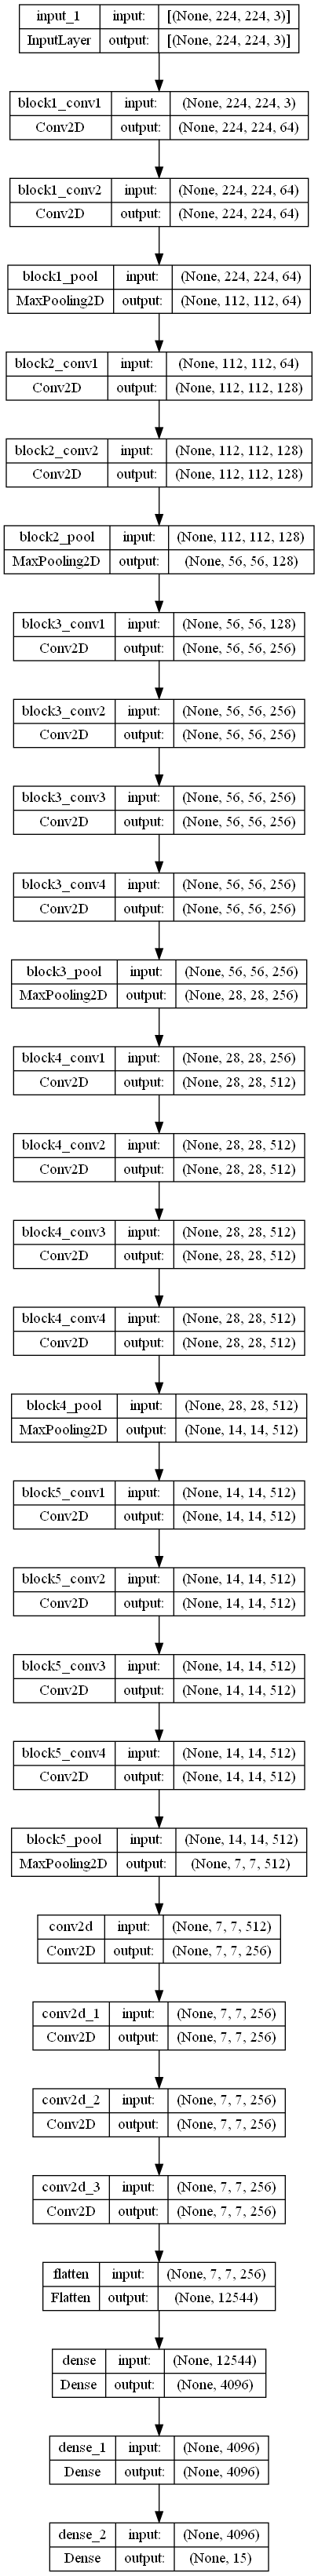 input_1 input: [(None, 224, 224, 3)]
InputLayer output: [(None, 224, 224, 3)]
block1_conv1 input: (None, 224, 224, 3)
Conv2D output: (None, 224, 224, 64)
block1_conv2 input: (None, 224, 224, 64)
Conv2D output: (None, 224, 224, 64)
block1_pool input: (None, 224, 224, 64)
MaxPooling2D output: (None, 112, 112, 64)
block2_conv1 input: (None, 112, 112, 64)
Conv2D output: (None, 112, 112, 128)
block2_conv2 input: (None, 112, 112, 128)
Conv2D output: (None, 112, 112, 128)
block2_pool input: (None, 112, 112, 128)
MaxPooling2D output: (None, 56, 56, 128)
block3_conv1 input: (None, 56, 56, 128)
Conv2D output: (None, 56, 56, 256)
block3_conv2 input: (None, 56, 56, 256)
Conv2D output: (None, 56, 56, 256)
block3_conv3 input: (None, 56, 56, 256)
Conv2D output: (None, 56, 56, 256)
block3_conv4 input: (None, 56, 56, 256)
Conv2D output: (None, 56, 56, 256)
block3_pool input: (None, 56, 56, 256)
MaxPooling2D output: (None, 28, 28, 256)
block4_conv1 input: (None, 28, 28, 256)
Conv2D output: (None, 28, 28, 512)
block4_conv2 input: (None, 28, 28, 512)
Conv2D output: (None, 28, 28, 512)
block4_conv3 input: (None, 28, 28, 512)
Conv2D output: (None, 28, 28, 512)
block4_conv4 input: (None, 28, 28, 512)
Conv2D output: (None, 28, 28, 512)
block4_pool input: (None, 28, 28, 512)
MaxPooling2D output: (None, 14, 14, 512)
block5_conv1 input: (None, 14, 14, 512)
Conv2D output: (None, 14, 14, 512)
block5_conv2 input: (None, 14, 14, 512)
Conv2D output: (None, 14, 14, 512)
block5_conv3 input: (None, 14, 14, 512)
Conv2D output: (None, 14, 14, 512)
block5_conv4 input: (None, 14, 14, 512)
Conv2D output: (None, 14, 14, 512)
block5_pool input: (None, 14, 14, 512)
MaxPooling2D output: (None, 7, 7, 512)
conv2d input: (None, 7, 7, 512)
Conv2D output: (None, 7, 7, 256)
conv2d_1 input: (None, 7, 7, 256)
Conv2D output: (None, 7, 7, 256)
conv2d_2 input: (None, 7, 7, 256)
Conv2D output: (None, 7, 7, 256)
conv2d_3 input: (None, 7, 7, 256)
Conv2D output: (None, 7, 7, 256)
flatten input: (None, 7, 7, 256)
Flatten output: (None, 12544)
dense input: (None, 12544)
Dense output: (None, 4096)
dense_1 input: (None, 4096)
Dense output: (None, 4096)
dense_2 input: (None, 4096)
Dense output: (None, 15)